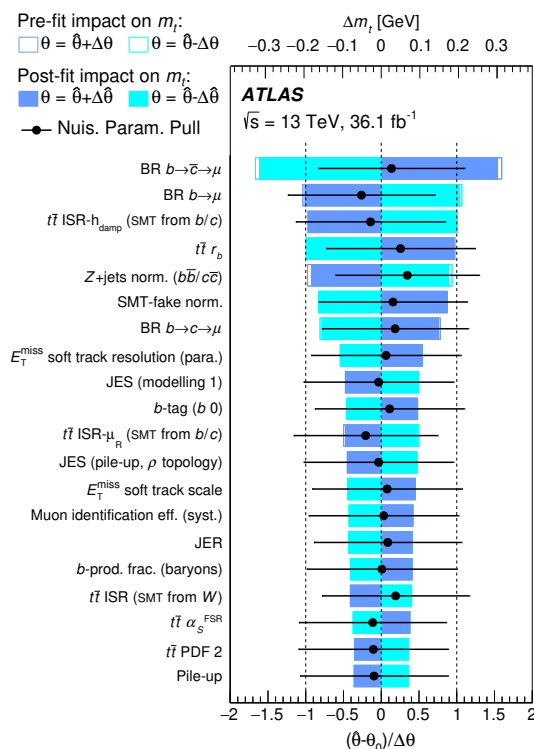 Pre-fit impact on mₜ:
θ = θ̂+Δθ θ = θ̂-Δθ
Post-fit impact on mₜ:
θ = θ̂+Δθ̂ θ = θ̂-Δθ̂
Nuis. Param. Pull
Δmₜ [GeV]
−0.3 −0.2 −0.1 0 0.1 0.2 0.3
ATLAS
√s = 13 TeV, 36.1 fb⁻¹
BR b→c̅→μ
BR b→μ
tt̅ ISR-h_damp (SMT from b/c)
tt̅ r_b
Z+jets norm. (bb̅/cc̅)
SMT-fake norm.
BR b→c→μ
E_T^miss soft track resolution (para.)
JES (modelling 1)
b-tag (b 0)
tt̅ ISR-μ_R (SMT from b/c)
JES (pile-up, ρ topology)
E_T^miss soft track scale
Muon identification eff. (syst.)
JER
b-prod. frac. (baryons)
tt̅ ISR (SMT from W)
tt̅ α_S^FSR
tt̅ PDF 2
Pile-up
−2 −1.5 −1 −0.5 0 0.5 1 1.5 2
(θ̂-θ₀)/Δθ